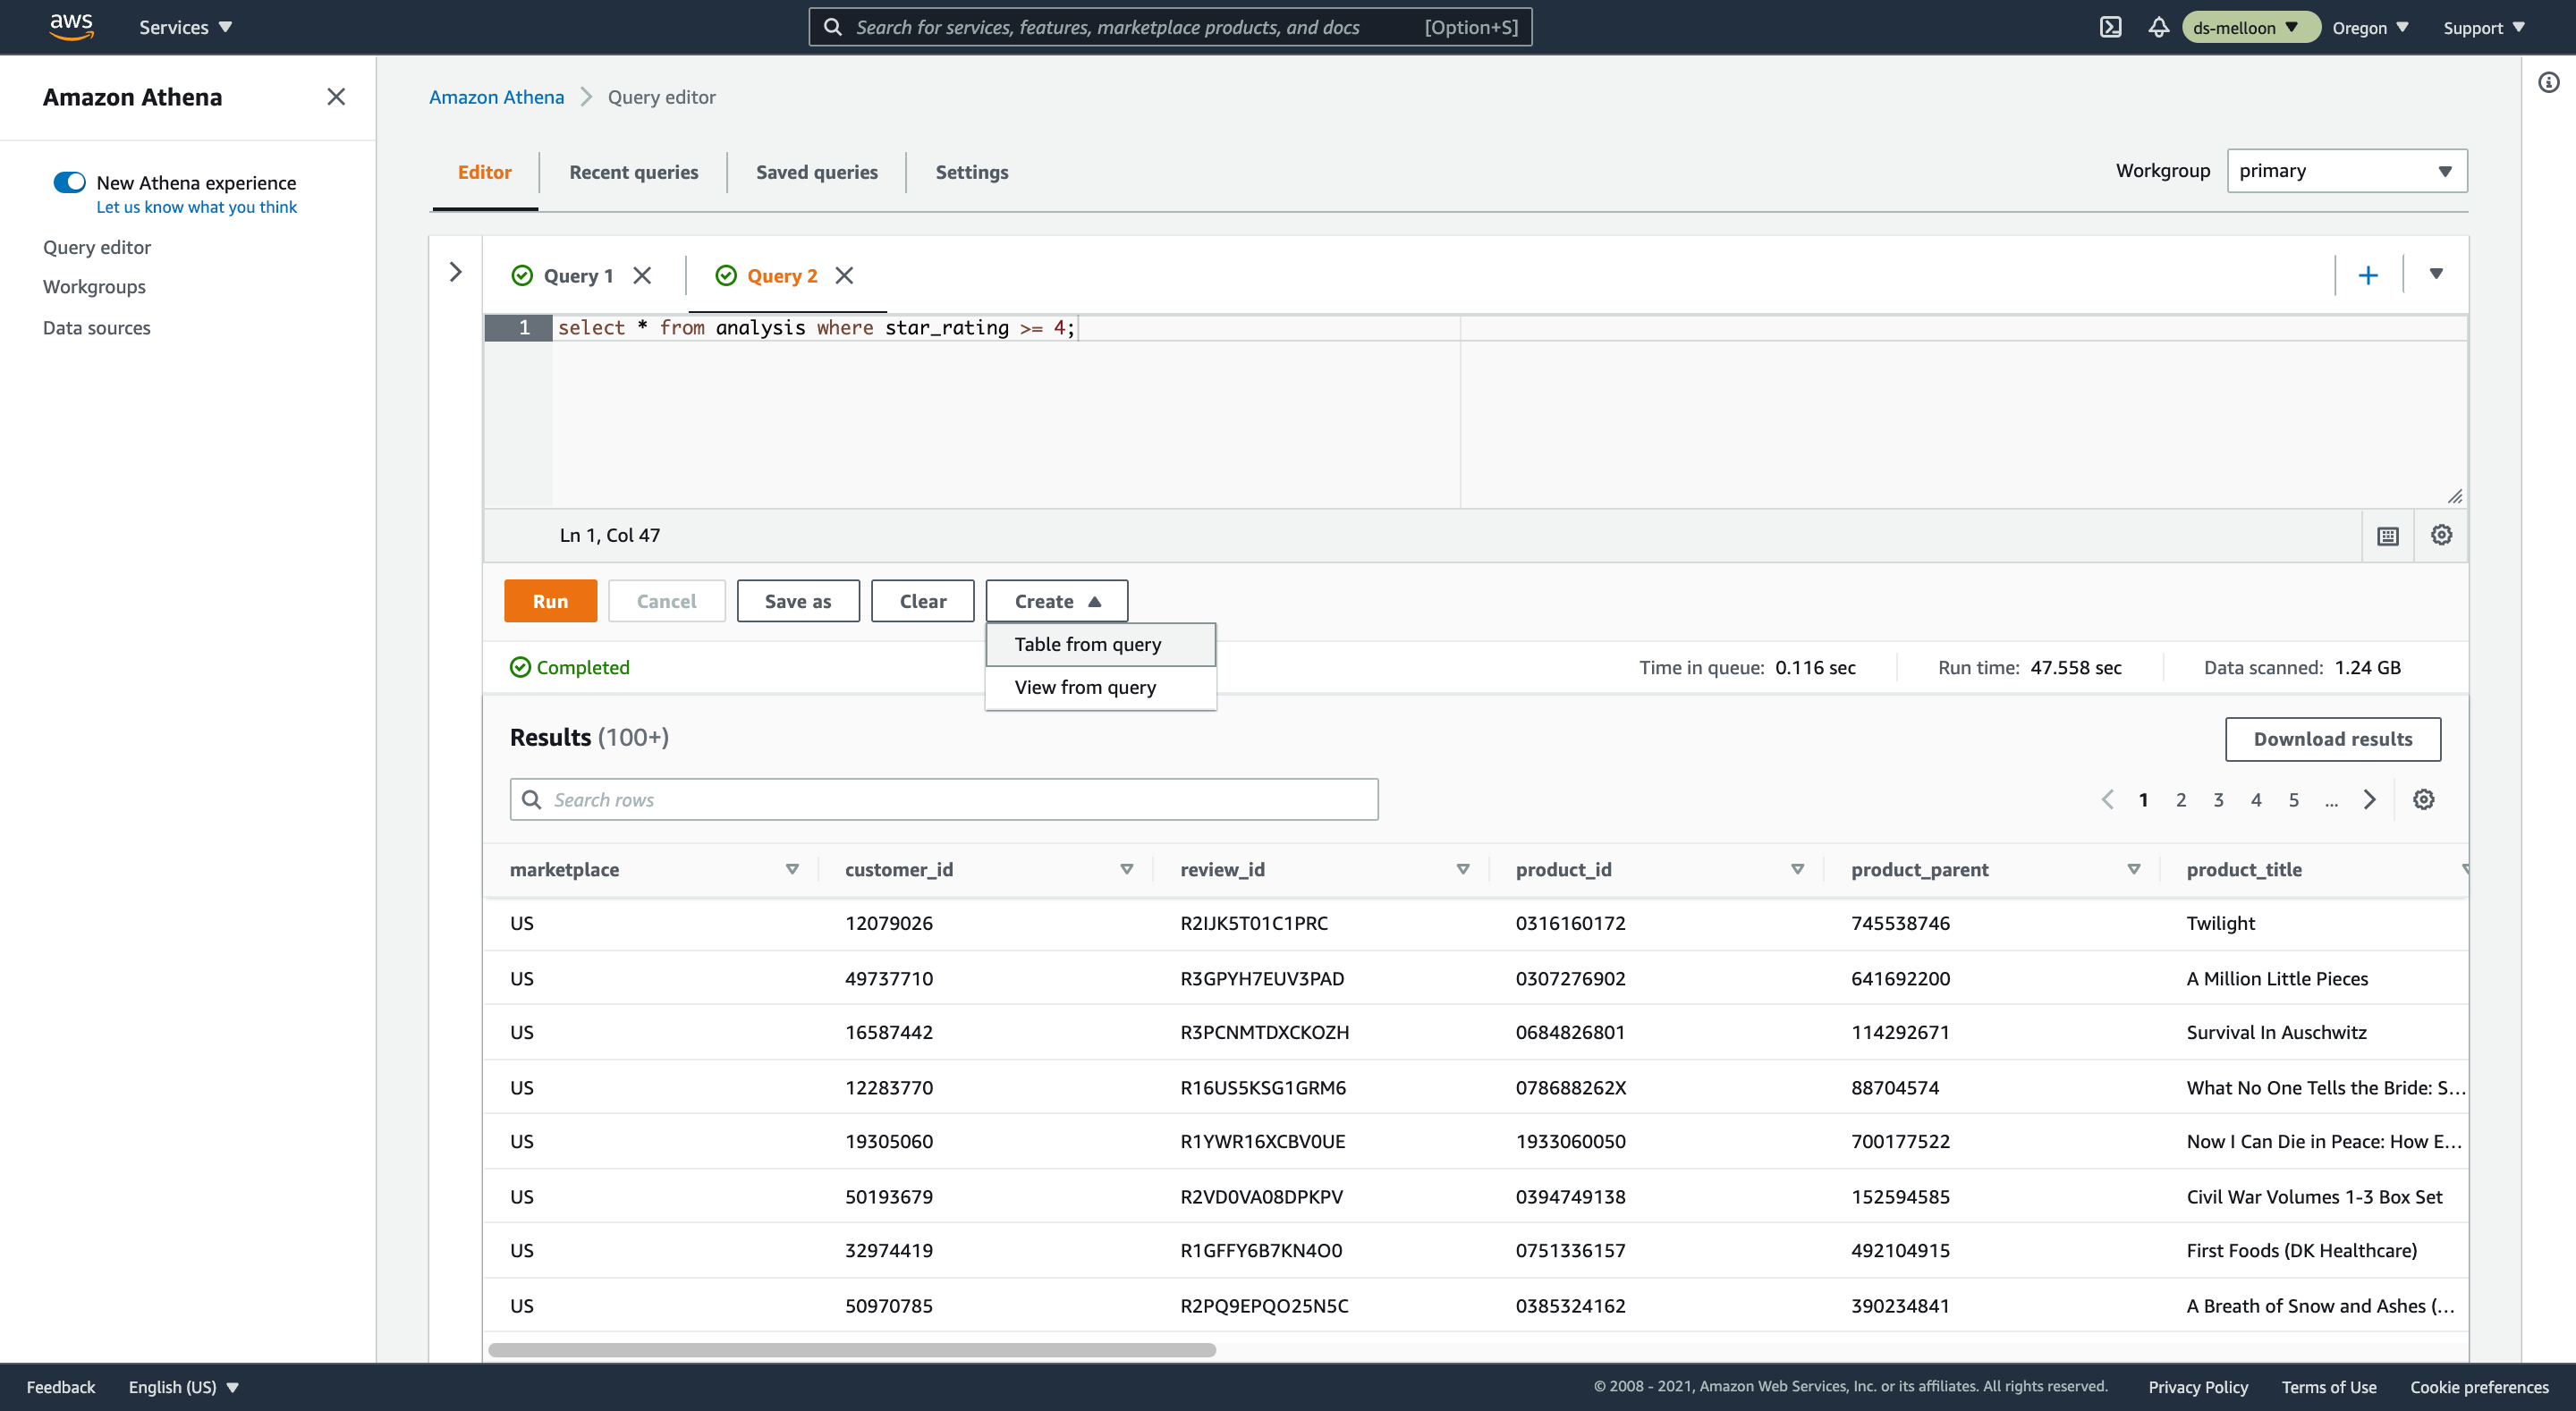 aws Services Search for services, features, marketplace products, and docs [Option+S] ds-melloon Oregon Support
Amazon Athena
New Athena experience
Let us know what you think
Query editor
Workgroups
Data sources
Amazon Athena Query editor
Editor Recent queries Saved queries Settings Workgroup primary
Query 1 Query 2
1 select * from analysis where star_rating >= 4;
Ln 1, Col 47
Run Cancel Save as Clear Create
Table from query
View from query
Completed Time in queue: 0.116 sec Run time: 47.558 sec Data scanned: 1.24 GB
Results (100+) Download results
Search rows 1 2 3 4 5 ...
marketplace customer_id review_id product_id product_parent product_title
US 12079026 R2IJK5T01C1PRC 0316160172 745538746 Twilight
US 49737710 R3GPYH7EUV3PAD 0307276902 641692200 A Million Little Pieces
US 16587442 R3PCNMTDXCKOZH 0684826801 114292671 Survival In Auschwitz
US 12283770 R16US5KSG1GRM6 078688262X 88704574 What No One Tells the Bride: S...
US 19305060 R1YWR16XCBV0UE 1933060050 700177522 Now I Can Die in Peace: How E...
US 50193679 R2VD0VA08DPKPV 0394749138 152594585 Civil War Volumes 1-3 Box Set
US 32974419 R1GFFY6B7KN4O0 0751336157 492104915 First Foods (DK Healthcare)
US 50970785 R2PQ9EPQO25N5C 0385324162 390234841 A Breath of Snow and Ashes (...
Feedback English (US) © 2008 - 2021, Amazon Web Services, Inc. or its affiliates. All rights reserved. Privacy Policy Terms of Use Cookie preferences